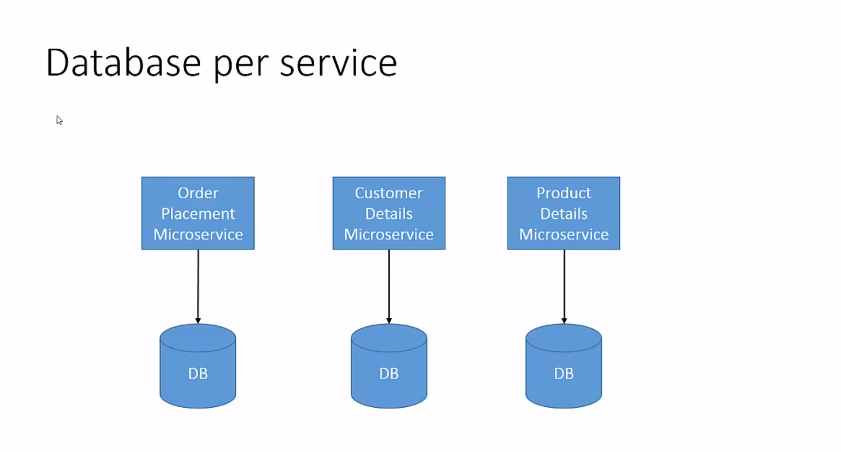 Database per service
Order
Placement
Microservice
Customer
Details
Microservice
Product
Details
Microservice
DB
DB
DB